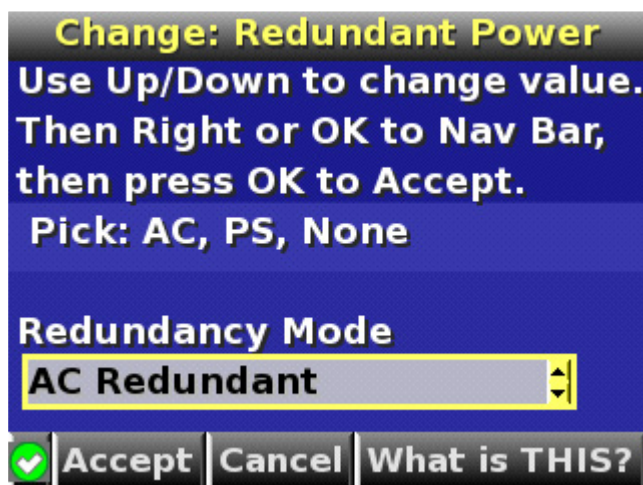 Change: Redundant Power
Use Up/Down to change value.
Then Right or OK to Nav Bar,
then press OK to Accept.
Pick: AC, PS, None
Redundancy Mode
AC Redundant
Accept Cancel What is THIS?